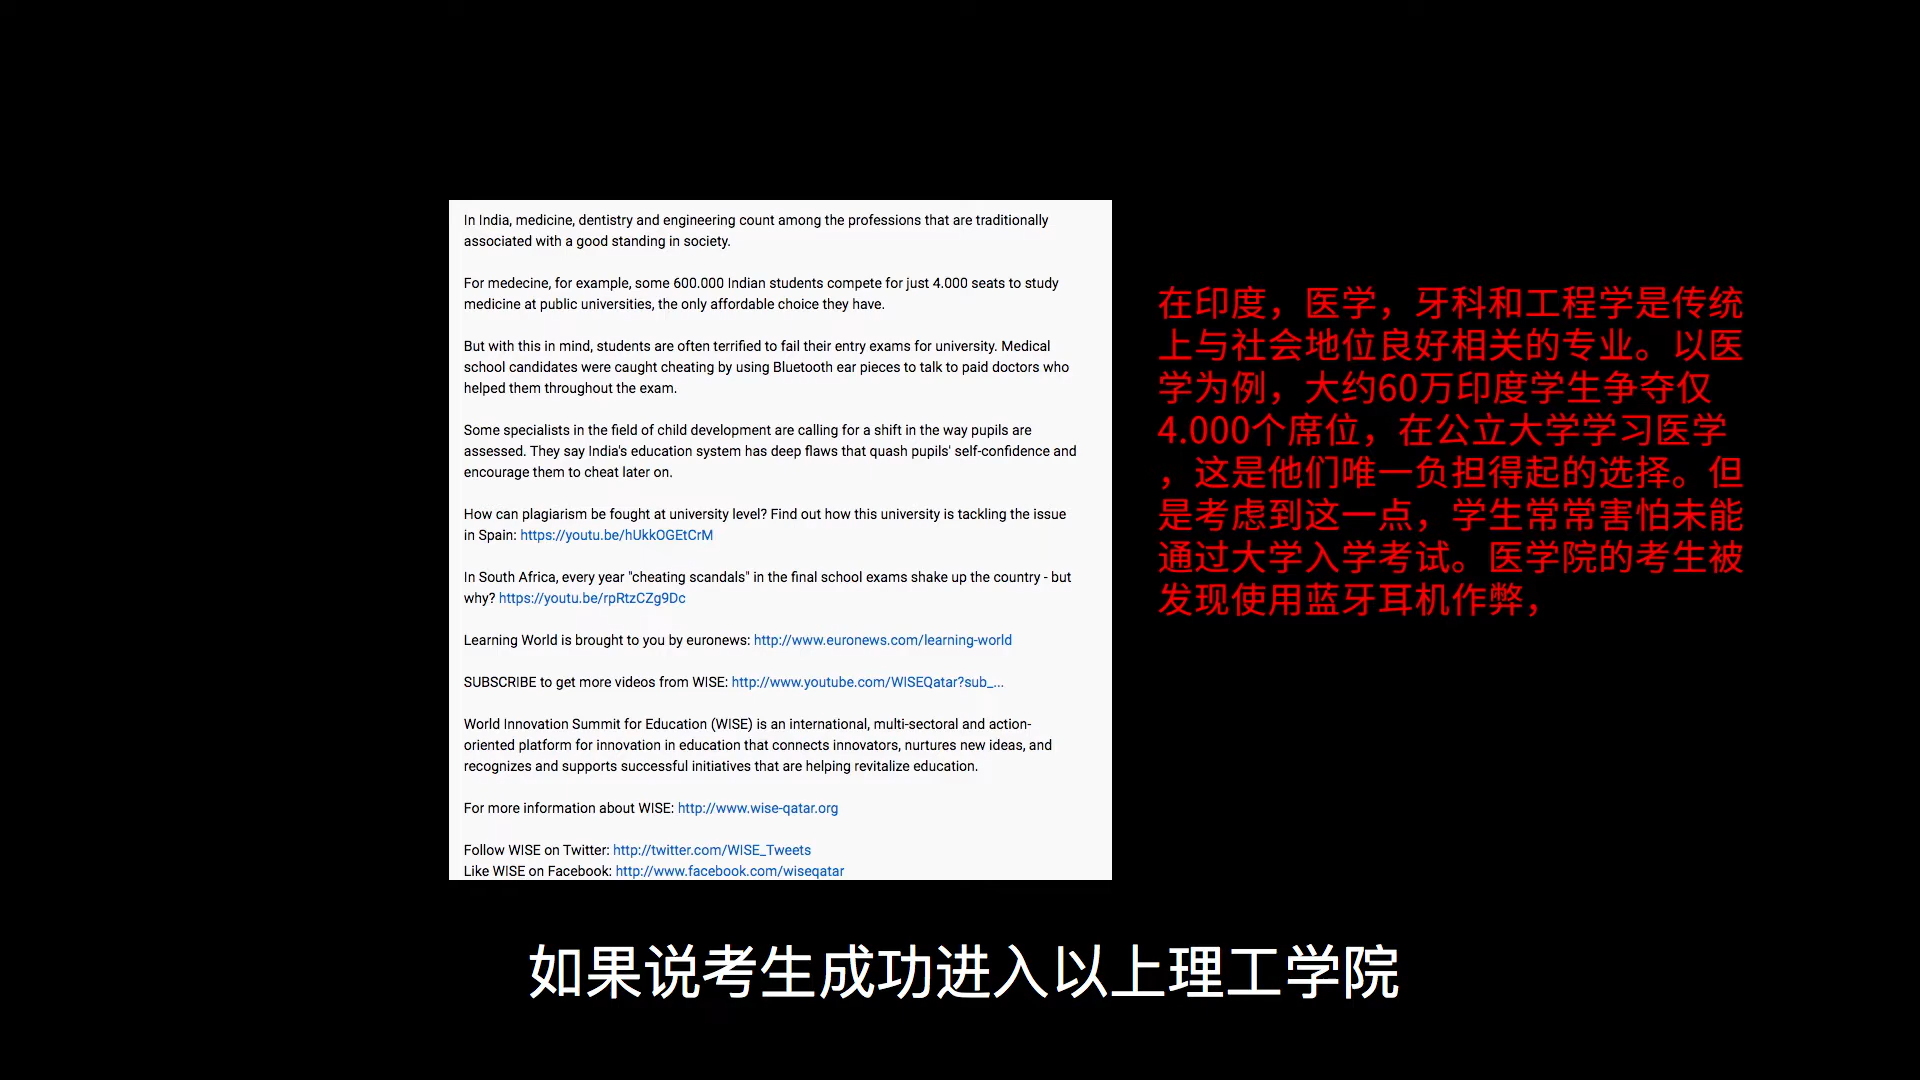 In India, medicine, dentistry and engineering count among the professions that are traditionally
associated with a good standing in society.
For medecine, for example, some 600.000 Indian students compete for just 4.000 seats to study
medicine at public universities, the only affordable choice they have.
But with this in mind, students are often terrified to fail their entry exams for university. Medical
school candidates were caught cheating by using Bluetooth ear pieces to talk to paid doctors who
helped them throughout the exam.
Some specialists in the field of child development are calling for a shift in the way pupils are
assessed. They say India's education system has deep flaws that quash pupils' self-confidence and
encourage them to cheat later on.
How can plagiarism be fought at university level? Find out how this university is tackling the issue
in Spain: https://youtu.be/hUkkOGEtCrM
In South Africa, every year "cheating scandals" in the final school exams shake up the country - but
why? https://youtu.be/rpRtzCZg9Dc
Learning World is brought to you by euronews: http://www.euronews.com/learning-world
SUBSCRIBE to get more videos from WISE: http://www.youtube.com/WISEQatar?sub_...
World Innovation Summit for Education (WISE) is an international, multi-sectoral and action-
oriented platform for innovation in education that connects innovators, nurtures new ideas, and
recognizes and supports successful initiatives that are helping revitalize education.
For more information about WISE: http://www.wise-qatar.org
Follow WISE on Twitter: http://twitter.com/WISE_Tweets
Like WISE on Facebook: http://www.facebook.com/wiseqatar
在印度，医学，牙科和工程学是传统
上与社会地位良好相关的专业。以医
学为例，大约60万印度学生争夺仅
4.000个席位，在公立大学学习医学
，这是他们唯一负担得起的选择。但
是考虑到这一点，学生常常害怕未能
通过大学入学考试。医学院的考生被
发现使用蓝牙耳机作弊，
如果说考生成功进入以上理工学院